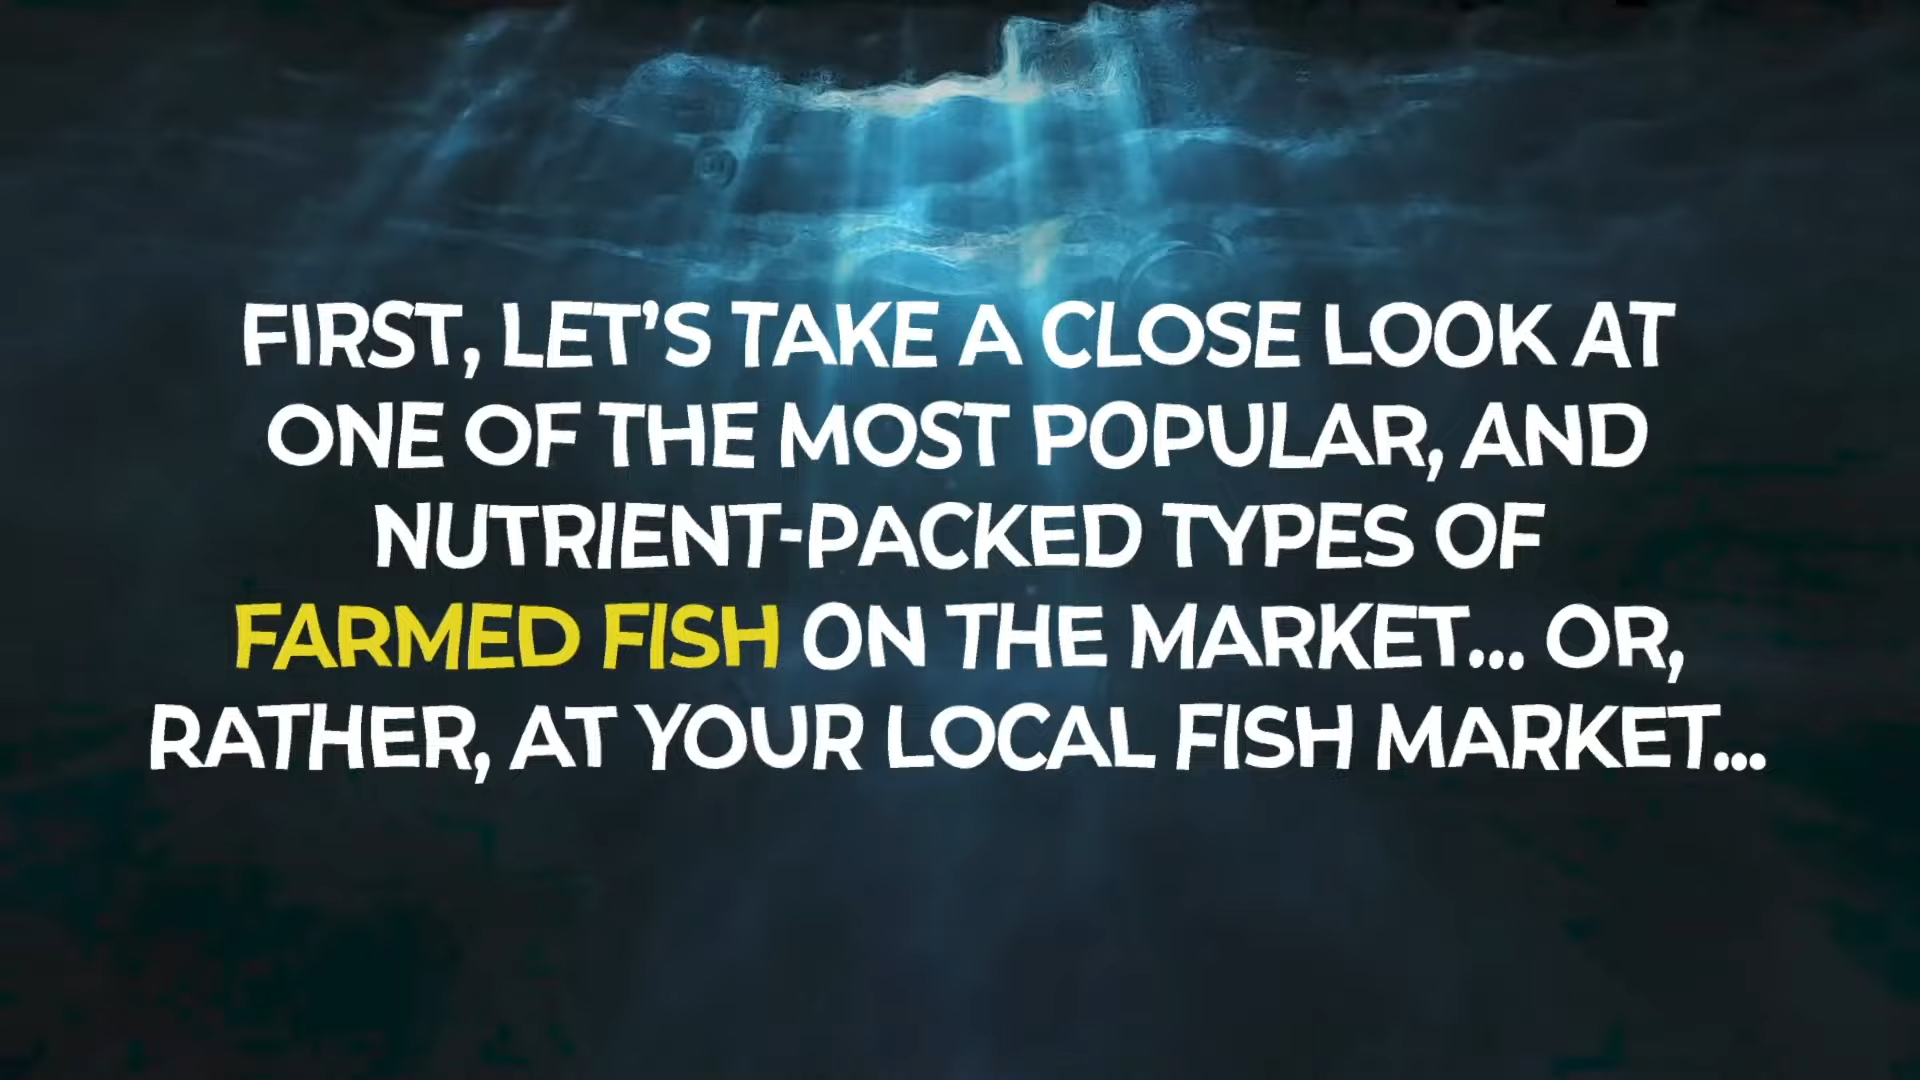 FIRST, LET’S TAKE A CLOSE LOOK AT
ONE OF THE MOST POPULAR, AND
NUTRIENT-PACKED TYPES OF
FARMED FISH ON THE MARKET... OR,
RATHER, AT YOUR LOCAL FISH MARKET...